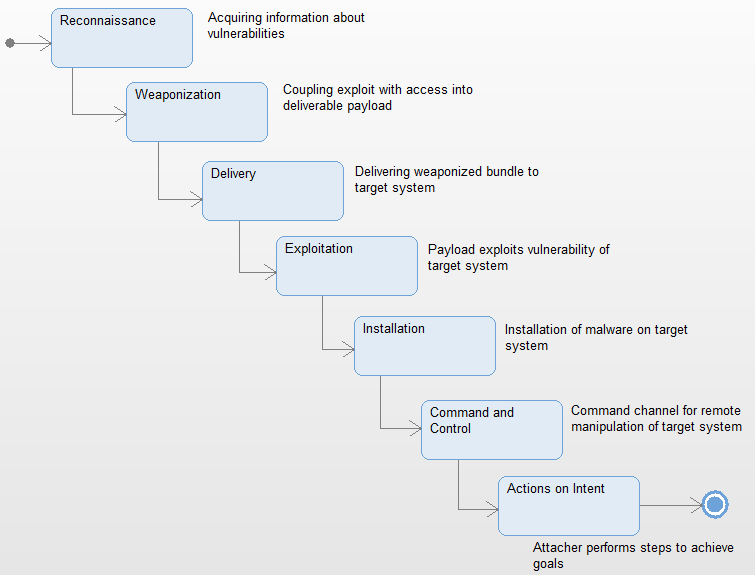 Reconnaissance
Acquiring information about
vulnerabilities
Weaponization
Coupling exploit with access into
deliverable payload
Delivery
Delivering weaponized bundle to
target system
Exploitation
Payload exploits vulnerability of
target system
Installation
Installation of malware on target
system
Command and
Control
Command channel for remote
manipulation of target system
Actions on Intent
Attacher performs steps to achieve
goals